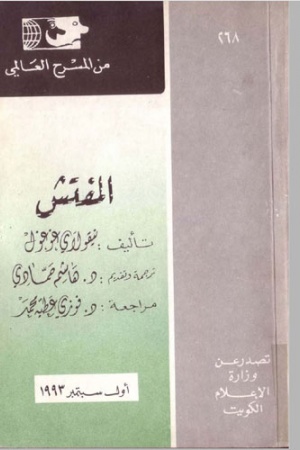 من المسرح العالمي
٢٦٨
المفتش
تأليف: نيقولاي غوغول
ترجمة وتقديم: د. هاشم حمادي
مراجعة: د. فوزي عطية محمد
أول سبتمبر ١٩٩٣
تصدر عن
وزارة
الإعلام
الكويت